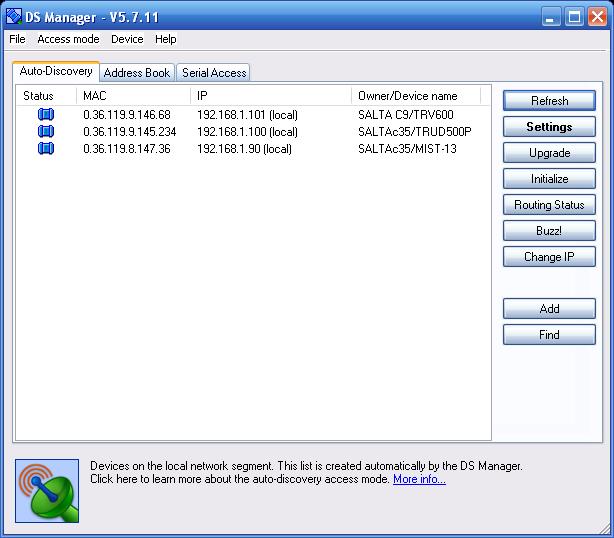 DS Manager - V5.7.11
File Access mode Device Help
Auto-Discovery Address Book Serial Access
Status MAC IP Owner/Device name
0.36.119.9.146.68 192.168.1.101 (local) SALTA C9/TRV600
0.36.119.9.145.234 192.168.1.100 (local) SALTAc35/TRUD500P
0.36.119.8.147.36 192.168.1.90 (local) SALTAc35/MIST-13
Refresh
Settings
Upgrade
Initialize
Routing Status
Buzz!
Change IP
Add
Find
Devices on the local network segment. This list is created automatically by the DS Manager.
Click here to learn more about the auto-discovery access mode. More info...